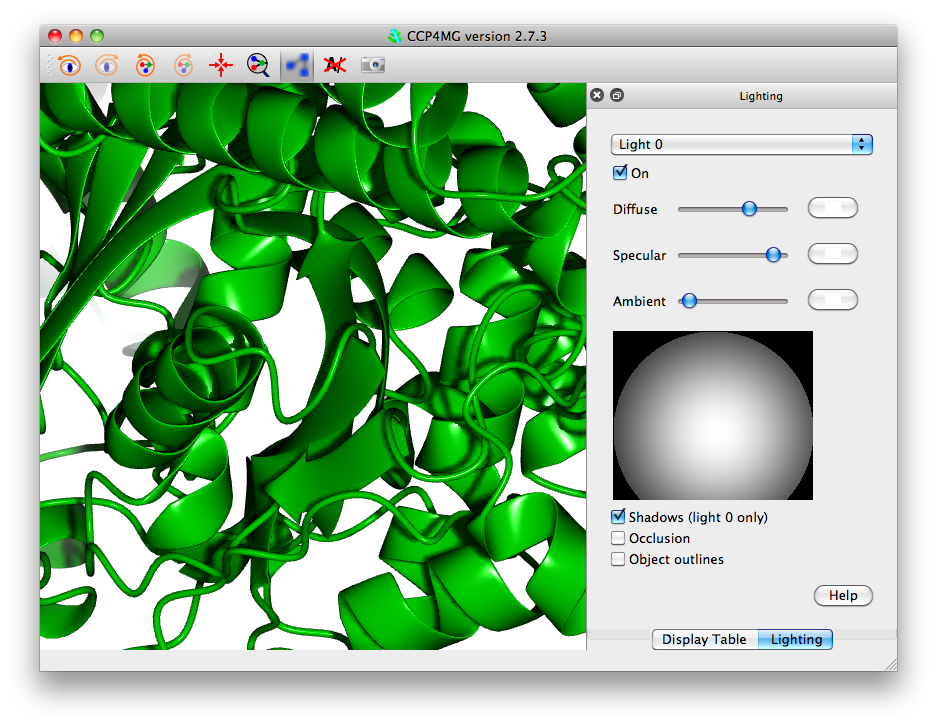 CCP4MG version 2.7.3
Lighting
Light 0
On
Diffuse
Specular
Ambient
Shadows (light 0 only)
Occlusion
Object outlines
Help
Display Table Lighting